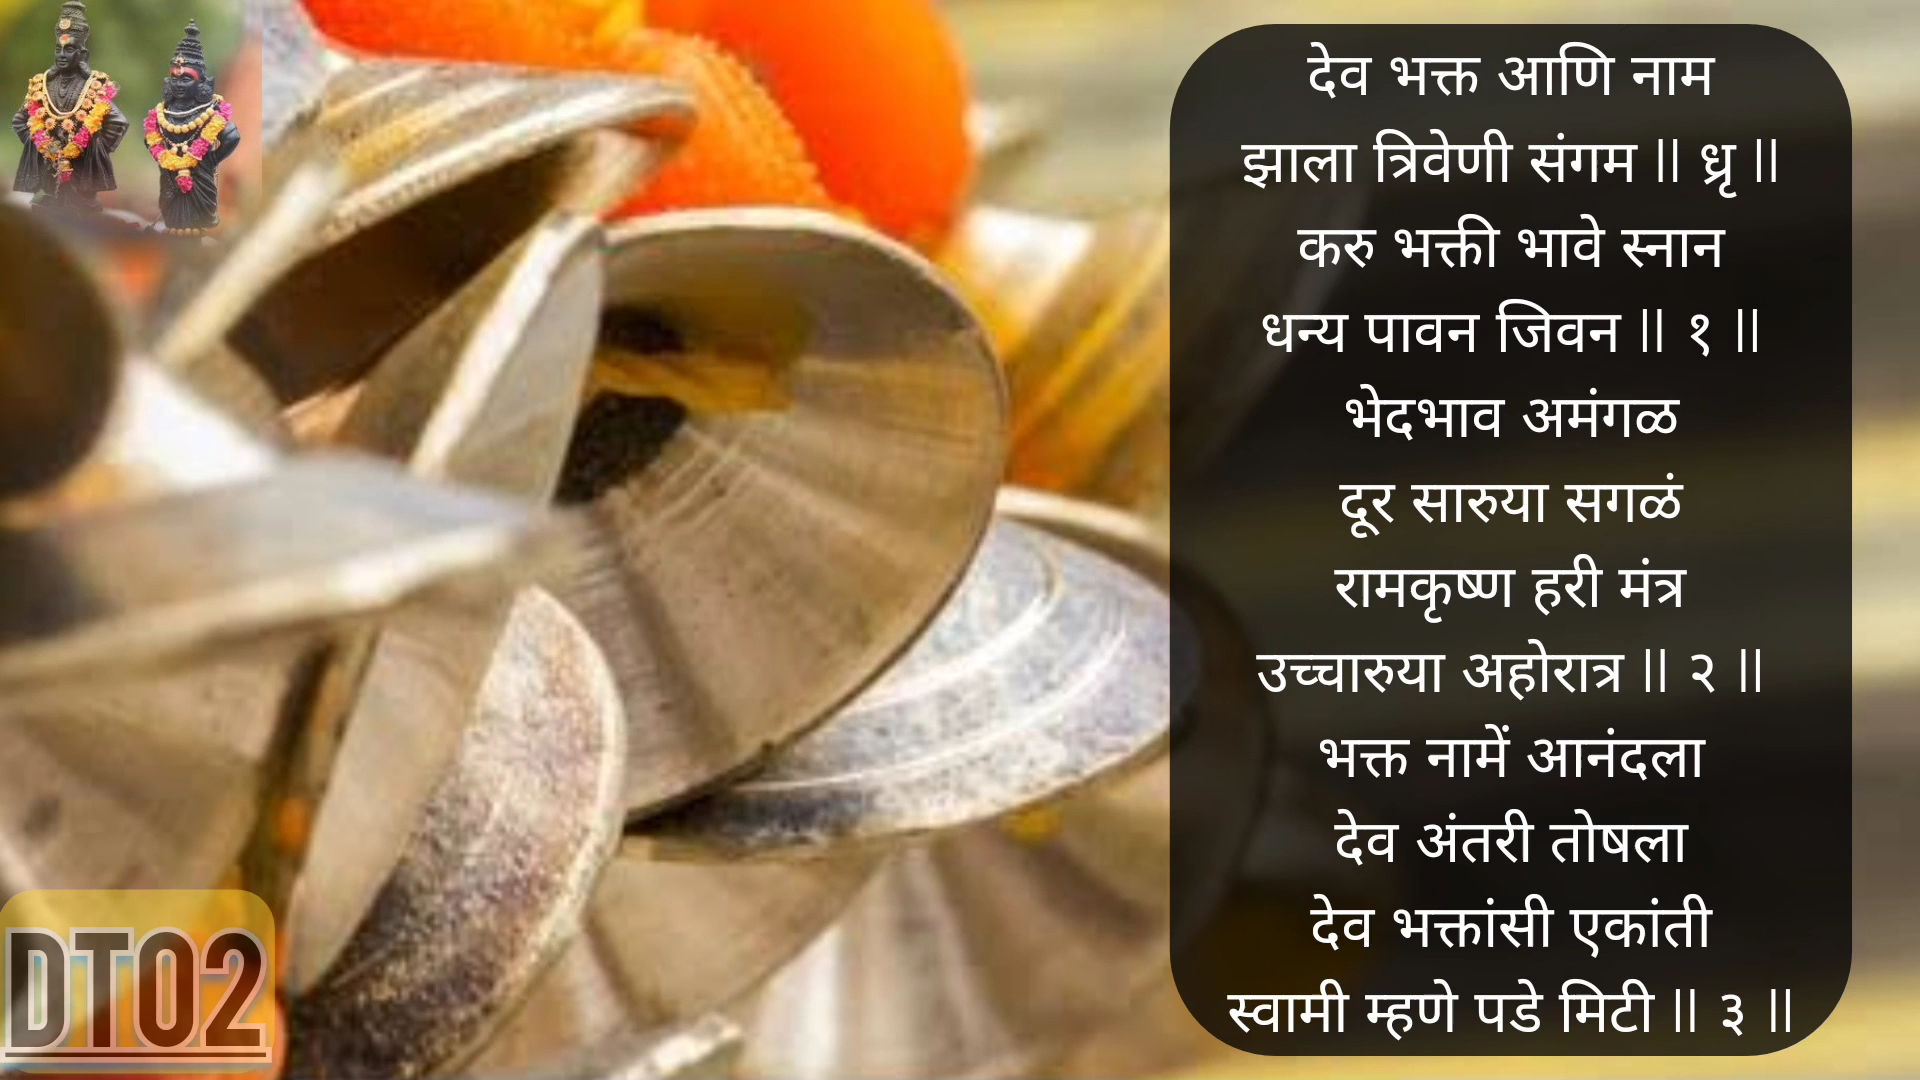 देव भक्त आणि नाम
झाला त्रिवेणी संगम ॥ ध्रृ ॥
करु भक्ती भावे स्नान
धन्य पावन जिवन ॥ १ ॥
भेदभाव अमंगळ
दूर सारुया सगळं
रामकृष्ण हरी मंत्र
उच्चारुया अहोरात्र ॥ २ ॥
भक्त नामें आनंदला
देव अंतरी तोषला
देव भक्तांसी एकांती
स्वामी म्हणे पडे मिटी ॥ ३ ॥
DT02